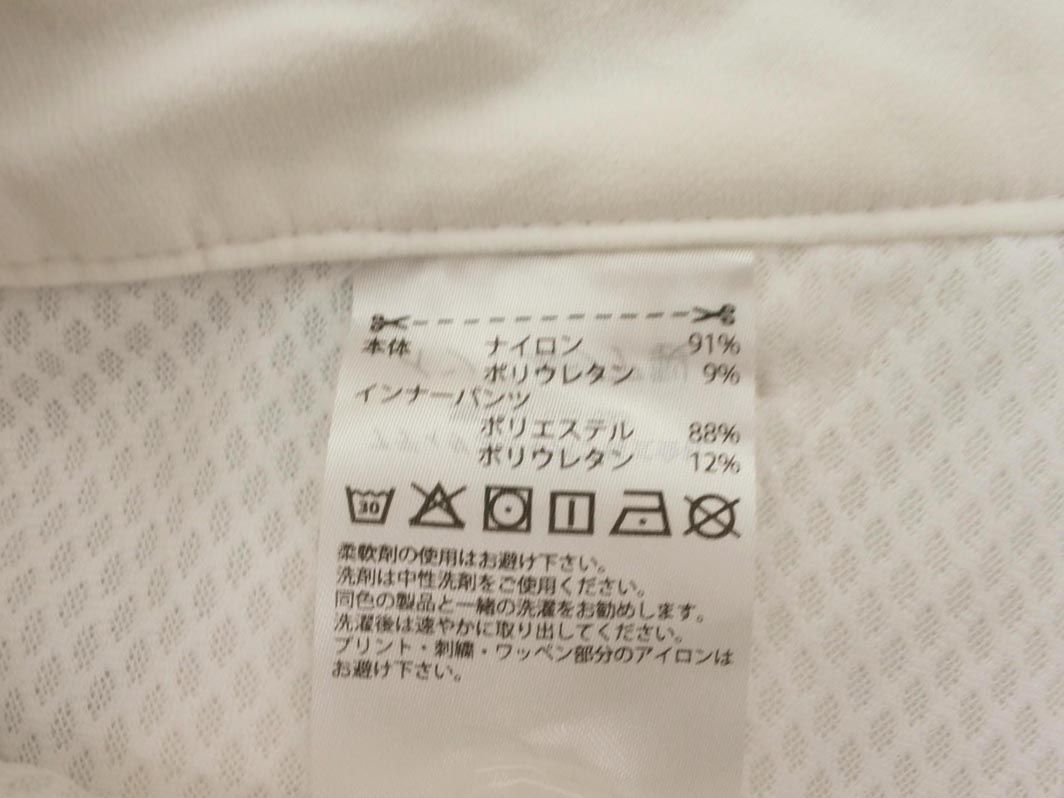 本体 ナイロン 91%
ポリウレタン 9%
インナーパンツ
ポリエステル 88%
ポリウレタン 12%
30
柔軟剤の使用はお避け下さい。
洗剤は中性洗剤をご使用ください。
同色の製品と一緒の洗濯をお勧めします。
洗濯後は速やかに取り出してください。
プリント・刺繍・ワッペン部分のアイロンは
お避け下さい。